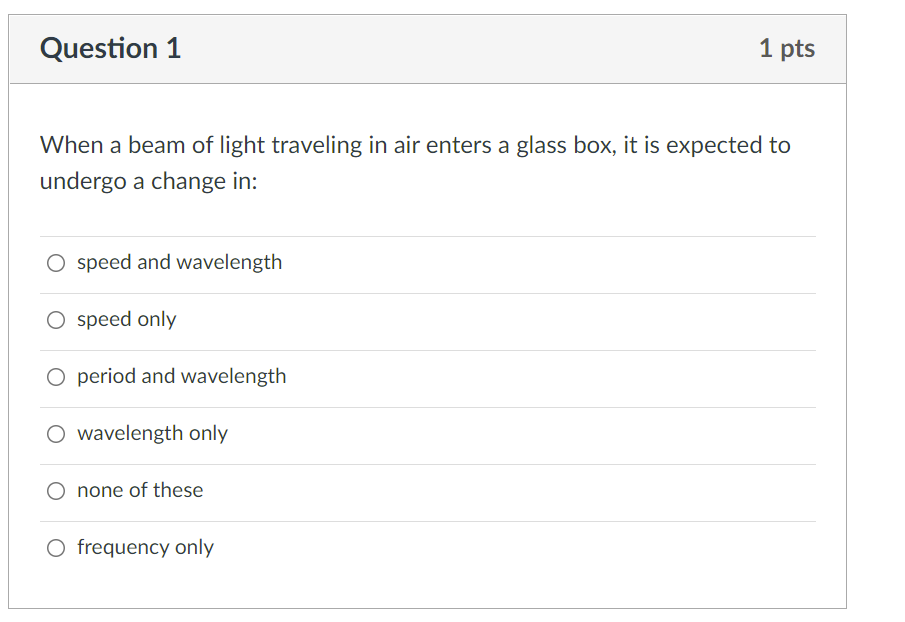 Question 1
1 pts
When a beam of light traveling in air enters a glass box, it is expected to
undergo a change in:
speed and wavelength
speed only
period and wavelength
wavelength only
none of these
frequency only